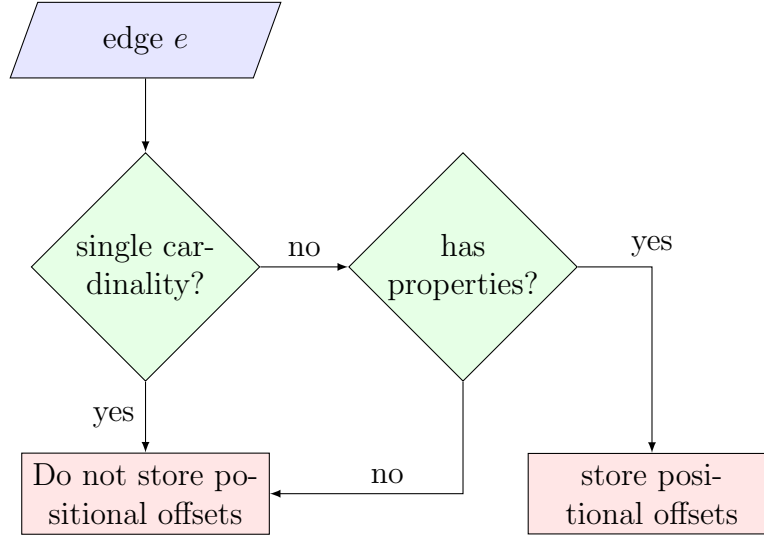 edge e
single car-
dinality?
no
has
properties?
yes
yes
Do not store po-
sitional offsets
no
store posi-
tional offsets